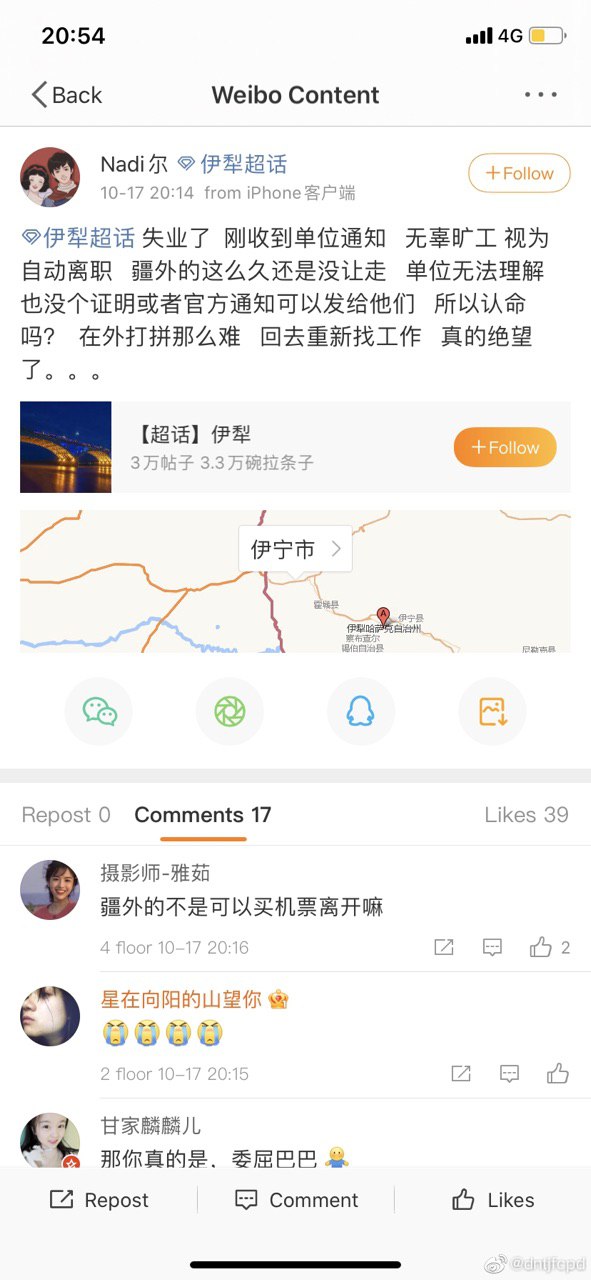 20:54
4G
Back
Weibo Content
Nadi尔 伊犁超话
10-17 20:14 from iPhone客户端
+Follow
伊犁超话 失业了 刚收到单位通知 无辜旷工 视为
自动离职 疆外的这么久还是没让走 单位无法理解
也没个证明或者官方通知可以发给他们 所以认命
吗? 在外打拼那么难 回去重新找工作 真的绝望
了。。。
【超话】伊犁
3万帖子 3.3万碗拉条子
+Follow
伊宁市
霍城县
A
伊宁县
伊犁哈萨克自治州
察布查尔
锡伯自治县
尼勒克县
Repost 0
Comments 17
Likes 39
摄影师-雅茹
疆外的不是可以买机票离开嘛
4 floor 10-17 20:16
2
星在向阳的山望你
😭😭😭😭
2 floor 10-17 20:15
甘家麟麟儿
那你真的是，委屈巴巴
Repost
Comment
Likes
@dntjfcpd